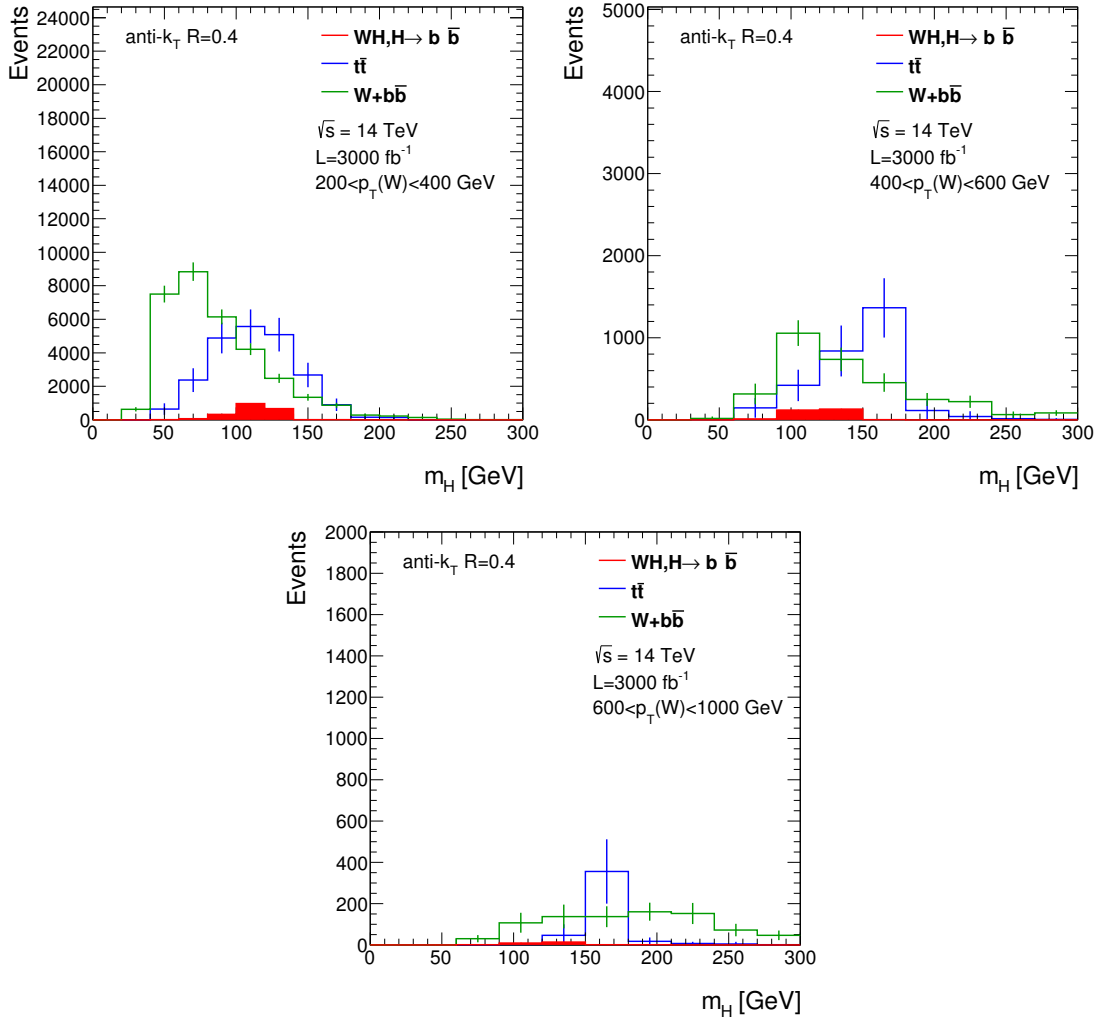 Events
24000
22000
20000
18000
16000
14000
12000
10000
8000
6000
4000
2000
0
anti-k_T R=0.4
WH,H→ b b̄
tt̄
W+bb̄
√s = 14 TeV
L=3000 fb⁻¹
200<p_T(W)<400 GeV
0 50 100 150 200 250 300
m_H [GeV]
Events
5000
4000
3000
2000
1000
0
anti-k_T R=0.4
WH,H→ b b̄
tt̄
W+bb̄
√s = 14 TeV
L=3000 fb⁻¹
400<p_T(W)<600 GeV
0 50 100 150 200 250 300
m_H [GeV]
Events
2000
1800
1600
1400
1200
1000
800
600
400
200
0
anti-k_T R=0.4
WH,H→ b b̄
tt̄
W+bb̄
√s = 14 TeV
L=3000 fb⁻¹
600<p_T(W)<1000 GeV
0 50 100 150 200 250 300
m_H [GeV]